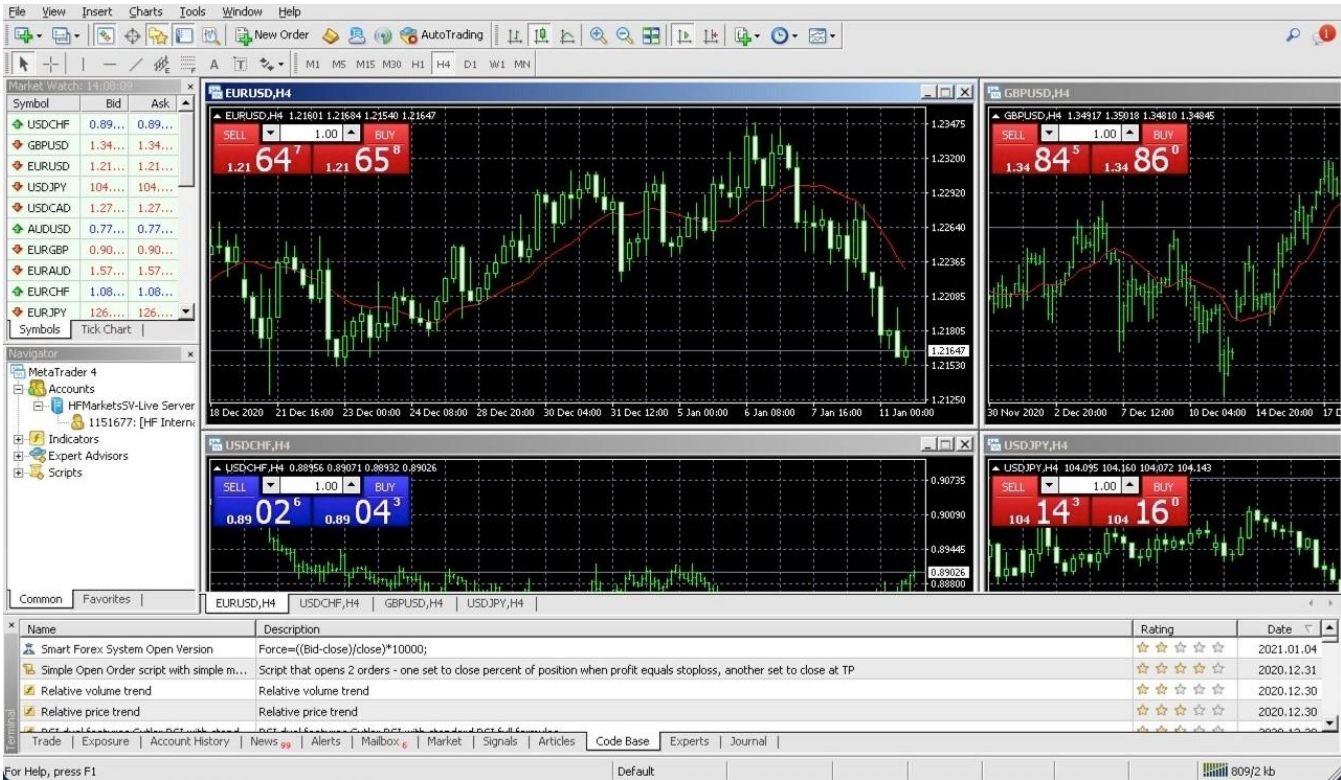 File View Insert Charts Tools Window Help
New Order AutoTrading
A T M1 M5 M15 M30 H1 H4 D1 W1 MN
Market Watch: 14:08:09
Symbol Bid Ask
USDCHF 0.89... 0.89...
GBPUSD 1.34... 1.34...
EURUSD 1.21... 1.21...
USDJPY 104.... 104....
USDCAD 1.27... 1.27...
AUDUSD 0.77... 0.77...
EURGBP 0.90... 0.90...
EURAUD 1.57... 1.57...
EURCHF 1.08... 1.08...
EURJPY 126.... 126....
Symbols Tick Chart
Navigator
MetaTrader 4
Accounts
HFMarketsSV-Live Server
1151677: [HF Interna
Indicators
Expert Advisors
Scripts
Common Favorites
EURUSD,H4
EURUSD,H4 1.21601 1.21684 1.21540 1.21647
SELL 1.00 BUY
1.21 64 7 1.21 65 8
1.23475
1.23200
1.22920
1.22640
1.22365
1.22085
1.21805
1.21647
1.21530
1.21250
18 Dec 2020 21 Dec 16:00 23 Dec 00:00 24 Dec 08:00 28 Dec 20:00 30 Dec 04:00 31 Dec 12:00 5 Jan 00:00 6 Jan 08:00 7 Jan 16:00 11 Jan 00:00
GBPUSD,H4
GBPUSD,H4 1.34917 1.35018 1.34810 1.34845
SELL 1.00 BUY
1.34 84 5 1.34 86 0
30 Nov 2020 2 Dec 20:00 7 Dec 12:00 10 Dec 04:00 14 Dec 20:00 17 D
USDCHF,H4
USDCHF,H4 0.88956 0.89071 0.88932 0.89026
SELL 1.00 BUY
0.89 02 6 0.89 04 3
0.90735
0.90090
0.89445
0.89026
0.88800
USDJPY,H4
USDJPY,H4 104.095 104.160 104.072 104.143
SELL 1.00 BUY
104 14 3 104 16 0
EURUSD,H4 USDCHF,H4 GBPUSD,H4 USDJPY,H4
Name Description Rating Date
Smart Forex System Open Version Force=((Bid-close)/close)*10000; 2021.01.04
Simple Open Order script with simple m... Script that opens 2 orders - one set to close percent of position when profit equals stoploss, another set to close at TP 2020.12.31
Relative volume trend Relative volume trend 2020.12.30
Relative price trend Relative price trend 2020.12.30
Terminal
Trade Exposure Account History News 99 Alerts Mailbox 6 Market Signals Articles Code Base Experts Journal
For Help, press F1 Default 809/2 kb